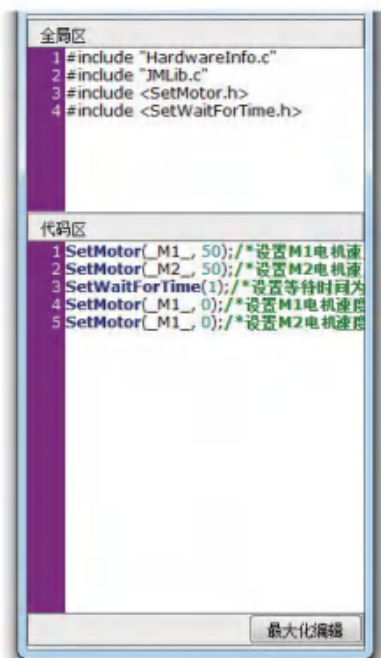 全局区
1 #include "HardwareInfo.c"
2 #include "JMLib.c"
3 #include <SetMotor.h>
4 #include <SetWaitForTime.h>
代码区
1 SetMotor(_M1_, 50);/*设置M1电机速
2 SetMotor(_M2_, 50);/*设置M2电机速
3 SetWaitForTime(1);/*设置等待时间为
4 SetMotor(_M1_, 0);/*设置M1电机速度
5 SetMotor(_M1_, 0);/*设置M2电机速度
最大化编辑